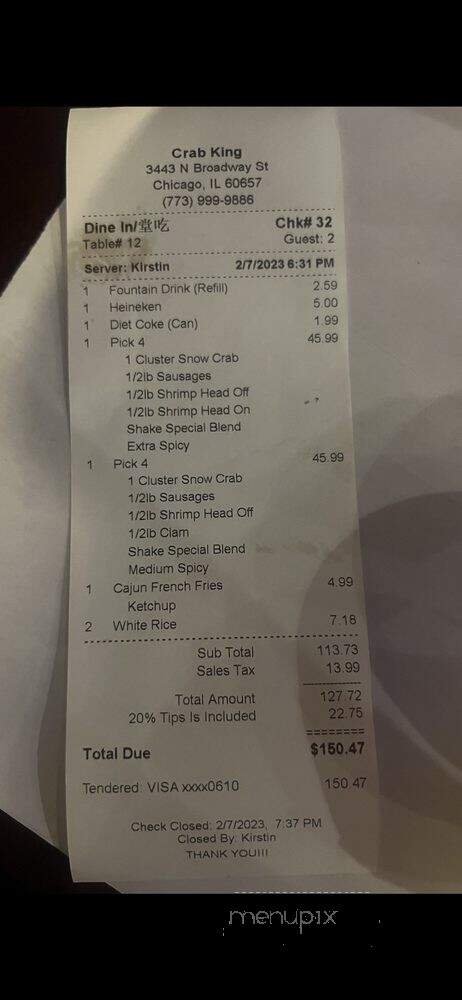 Crab King
3443 N Broadway St
Chicago, IL 60657
(773) 999-9886
Dine In/堂吃 Chk# 32
Table# 12 Guest: 2
Server: Kirstin 2/7/2023 6:31 PM
1 Fountain Drink (Refill) 2.59
1 Heineken 5.00
1 Diet Coke (Can) 1.99
1 Pick 4 45.99
1 Cluster Snow Crab
1/2lb Sausages
1/2lb Shrimp Head Off
1/2lb Shrimp Head On
Shake Special Blend
Extra Spicy
1 Pick 4 45.99
1 Cluster Snow Crab
1/2lb Sausages
1/2lb Shrimp Head Off
1/2lb Clam
Shake Special Blend
Medium Spicy
1 Cajun French Fries 4.99
Ketchup
2 White Rice 7.18
Sub Total 113.73
Sales Tax 13.99
Total Amount 127.72
20% Tips Is Included 22.75
========
Total Due $150.47
Tendered: VISA xxxx0610 150.47
Check Closed: 2/7/2023, 7:37 PM
Closed By: Kirstin
THANK YOU!!!
menupix